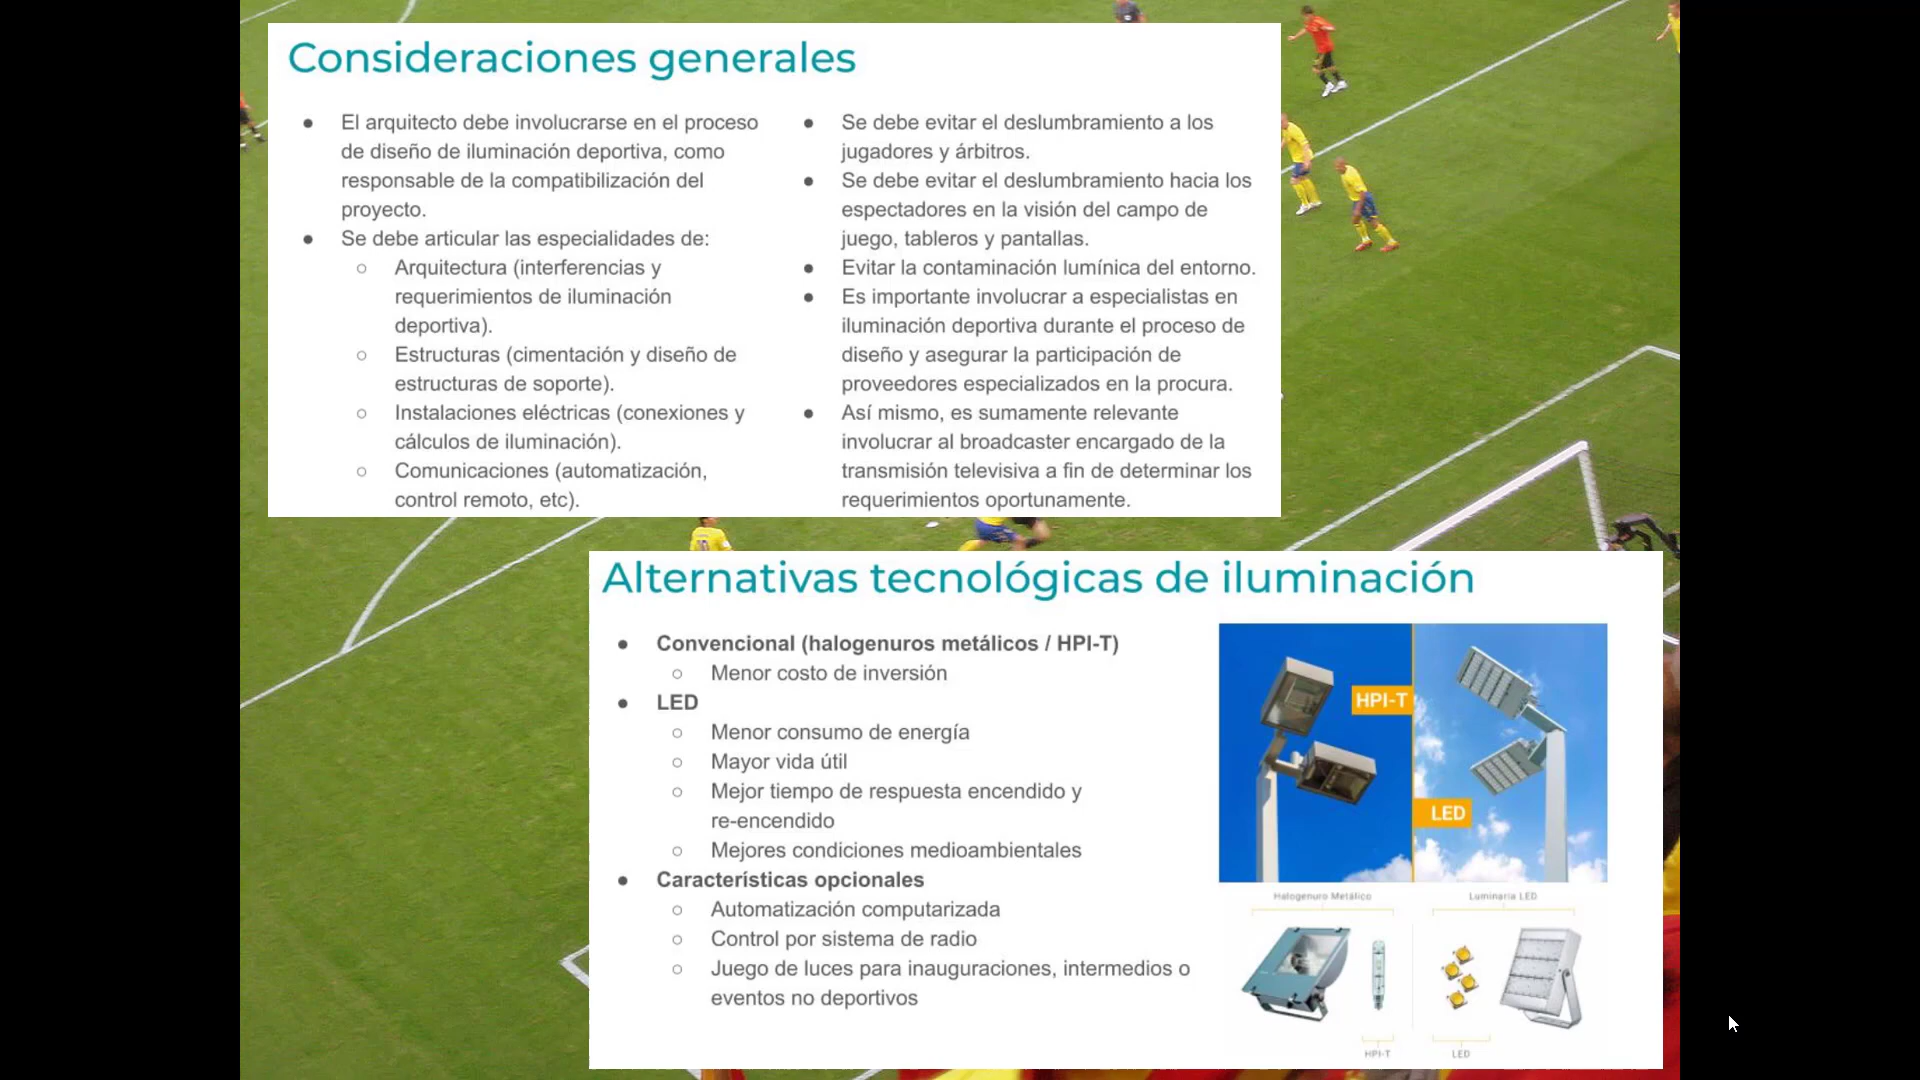 Consideraciones generales
● El arquitecto debe involucrarse en el proceso
de diseño de iluminación deportiva, como
responsable de la compatibilización del
proyecto.
● Se debe articular las especialidades de:
○ Arquitectura (interferencias y
requerimientos de iluminación
deportiva).
○ Estructuras (cimentación y diseño de
estructuras de soporte).
○ Instalaciones eléctricas (conexiones y
cálculos de iluminación).
○ Comunicaciones (automatización,
control remoto, etc).
● Se debe evitar el deslumbramiento a los
jugadores y árbitros.
● Se debe evitar el deslumbramiento hacia los
espectadores en la visión del campo de
juego, tableros y pantallas.
● Evitar la contaminación lumínica del entorno.
● Es importante involucrar a especialistas en
iluminación deportiva durante el proceso de
diseño y asegurar la participación de
proveedores especializados en la procura.
● Así mismo, es sumamente relevante
involucrar al broadcaster encargado de la
transmisión televisiva a fin de determinar los
requerimientos oportunamente.
Alternativas tecnológicas de iluminación
● Convencional (halogenuros metálicos / HPI-T)
○ Menor costo de inversión
● LED
○ Menor consumo de energía
○ Mayor vida útil
○ Mejor tiempo de respuesta encendido y
re-encendido
○ Mejores condiciones medioambientales
● Características opcionales
○ Automatización computarizada
○ Control por sistema de radio
○ Juego de luces para inauguraciones, intermedios o
eventos no deportivos
HPI-T
LED
Halogenuro Metálico
Luminaria LED
HPI-T
LED